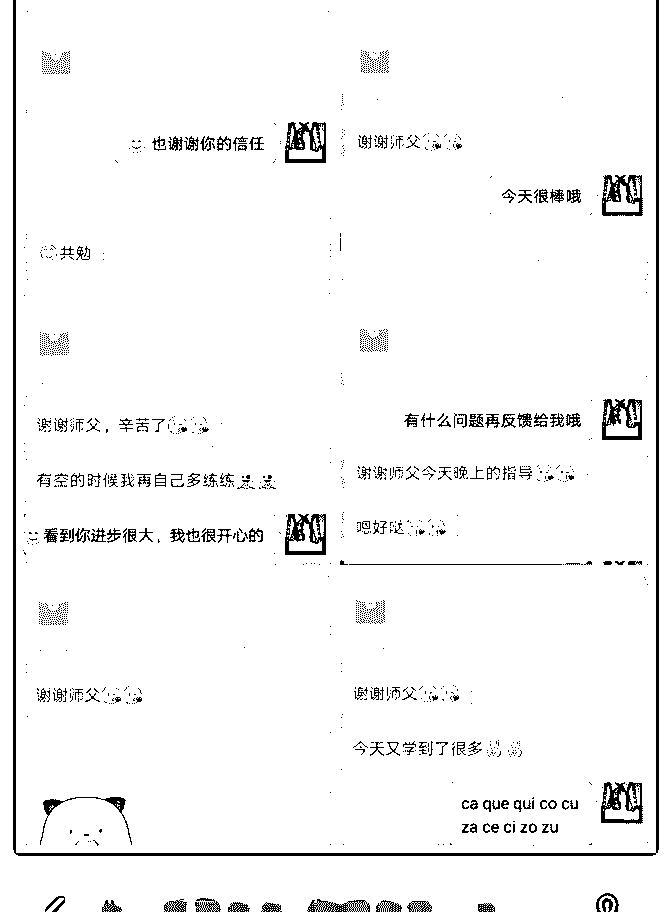 也谢谢你的信任
共勉
谢谢师父
今天很棒哦
谢谢师父，辛苦了
有空的时候我再自己多练练
看到你进步很大，我也很开心的
有什么问题再反馈给我哦
谢谢师父今天晚上的指导
嗯好哒
谢谢师父
谢谢师父
今天又学到了很多
ca que qui co cu
za ce ci zo zu